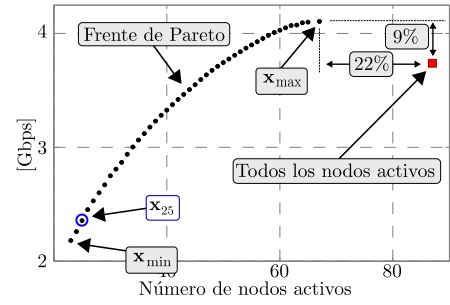 4
Frente de Pareto
9%
x_max
22%
[Gbps]
3
Todos los nodos activos
x_25
x_min
2
40
60
80
Número de nodos activos